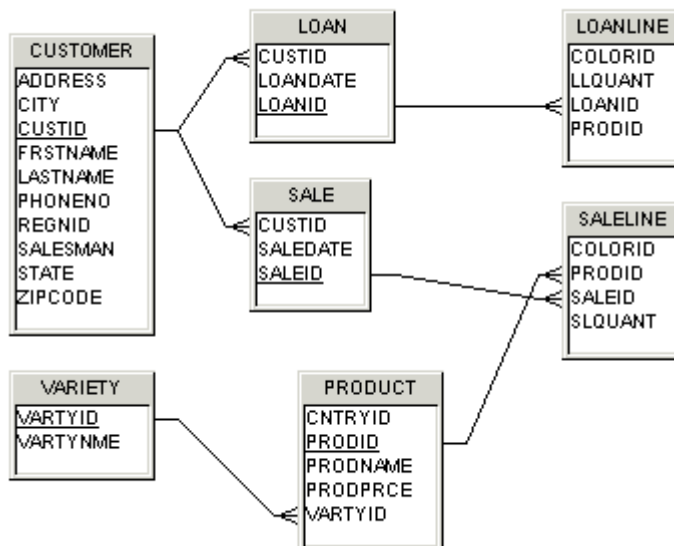 CUSTOMER
ADDRESS
CITY
CUSTID
FRSTNAME
LASTNAME
PHONENO
REGNID
SALESMAN
STATE
ZIPCODE
LOAN
CUSTID
LOANDATE
LOANID
LOANLINE
COLORID
LLQUANT
LOANID
PRODID
SALE
CUSTID
SALEDATE
SALEID
SALELINE
COLORID
PRODID
SALEID
SLQUANT
VARIETY
VARTYID
VARTYNME
PRODUCT
CNTRYID
PRODID
PRODNAME
PRODPRCE
VARTYID